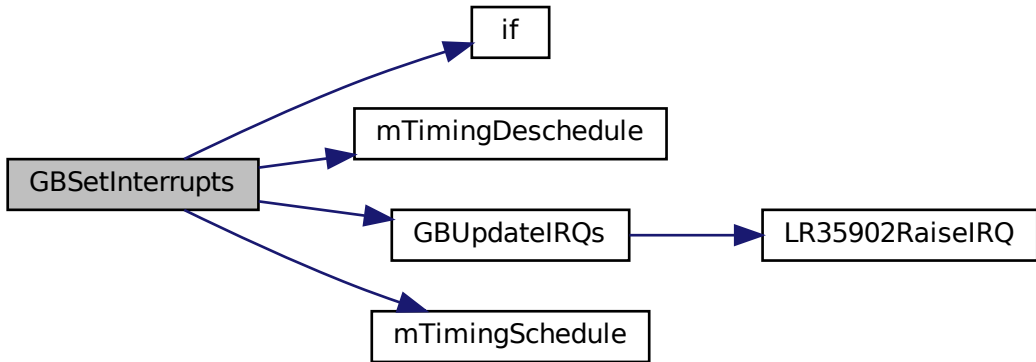 if
mTimingDeschedule
GBSetInterrupts
GBUpdateIRQs
LR35902RaiseIRQ
mTimingSchedule